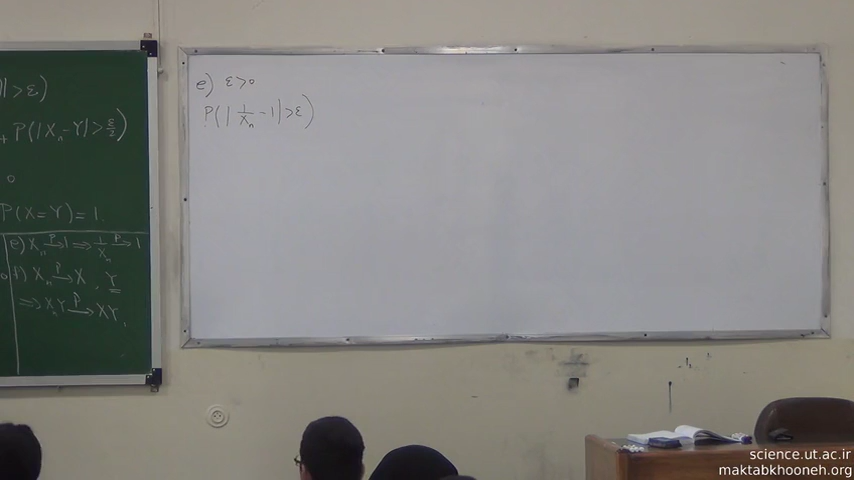 | > ε)
+ P(|Xₙ - Y| > ε/2)
0
P(X = Y) = 1.
e) Xₙ →ᴾ 1 ⇒ 1/Xₙ →ᴾ 1
f) Xₙ →ᴾ X , Y
⇒ XₙY →ᴾ XY,
e) ε > 0
P(| 1/Xₙ - 1| > ε)
science.ut.ac.ir
maktabkhooneh.org